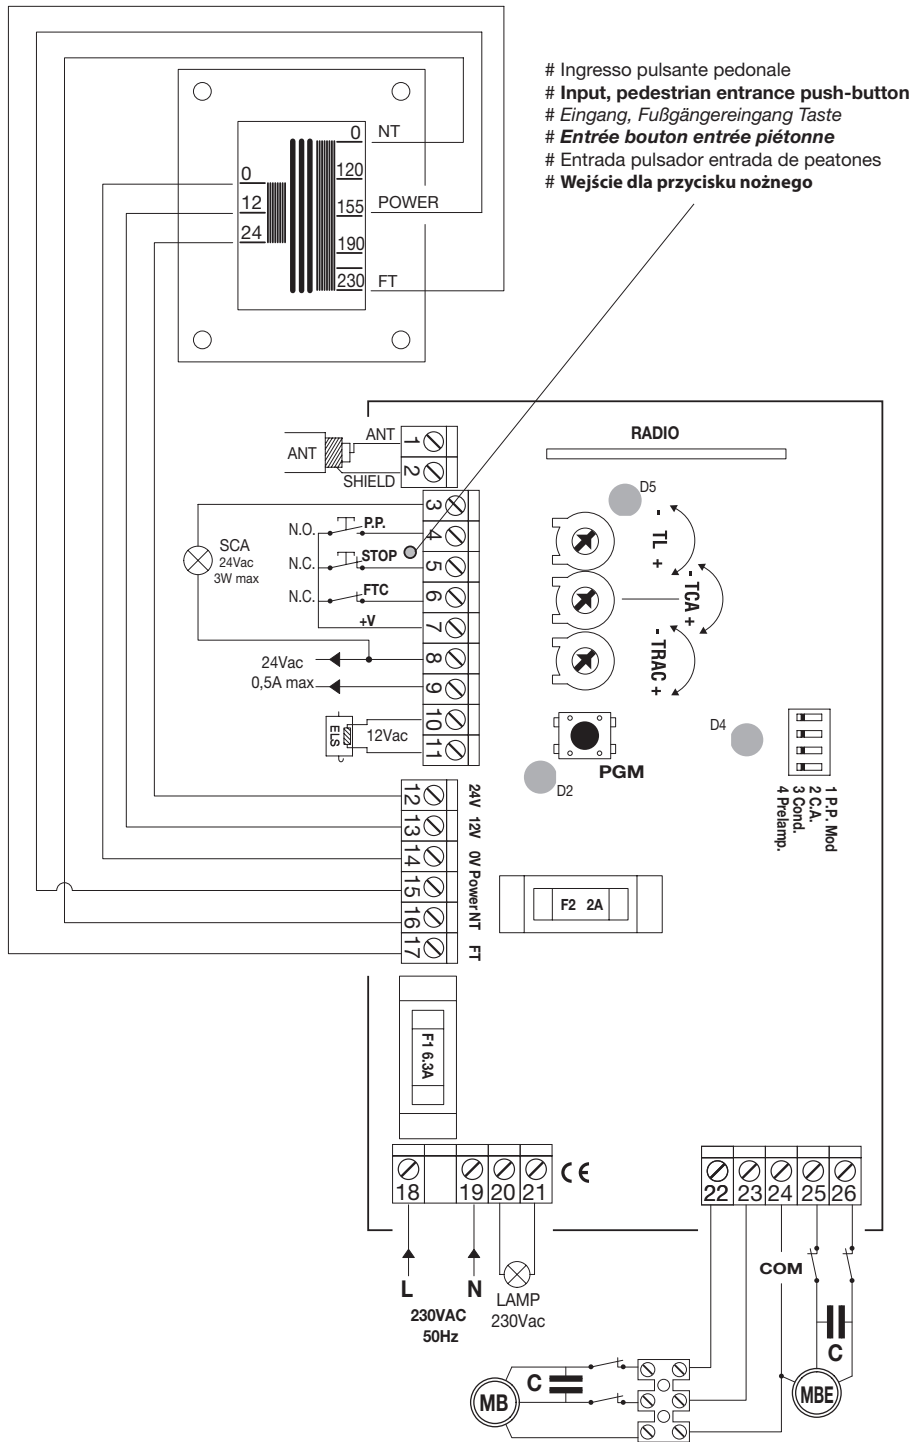 # Ingresso pulsante pedonale
# Input, pedestrian entrance push-button
# Eingang, Fußgängereingang Taste
# Entrée bouton entrée piétonne
# Entrada pulsador entrada de peatones
# Wejście dla przycisku nożnego
0 NT
120
155 POWER
190
230 FT
0
12
24
ANT
ANT
SHIELD
1
2
3
4
5
6
7
8
9
10
11
N.O. P.P.
N.C. STOP
N.C. FTC
+V
SCA
24Vac
3W max
24Vac
0,5A max
ELS
12Vac
RADIO
D5
- TL +
- TCA +
- TRAC +
PGM
D2
D4
1 P.P. Mod
2 C.A.
3 Cond.
4 Prelamp.
12 24V
13 12V
14 0V
15 Power
16 NT
17 FT
F2 2A
F1 6.3A
18
19
20
21
CE
22
23
24
25
26
L
N
230VAC
50Hz
LAMP
230Vac
COM
C
MBE
C
MB